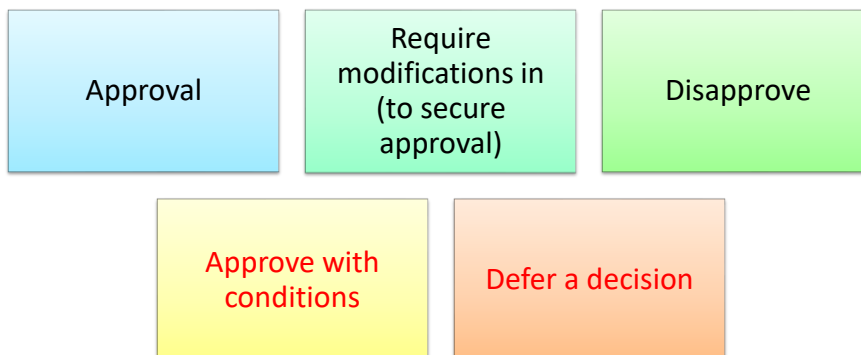 Approval
Require
modifications in
(to secure
approval)
Disapprove
Approve with
conditions
Defer a decision